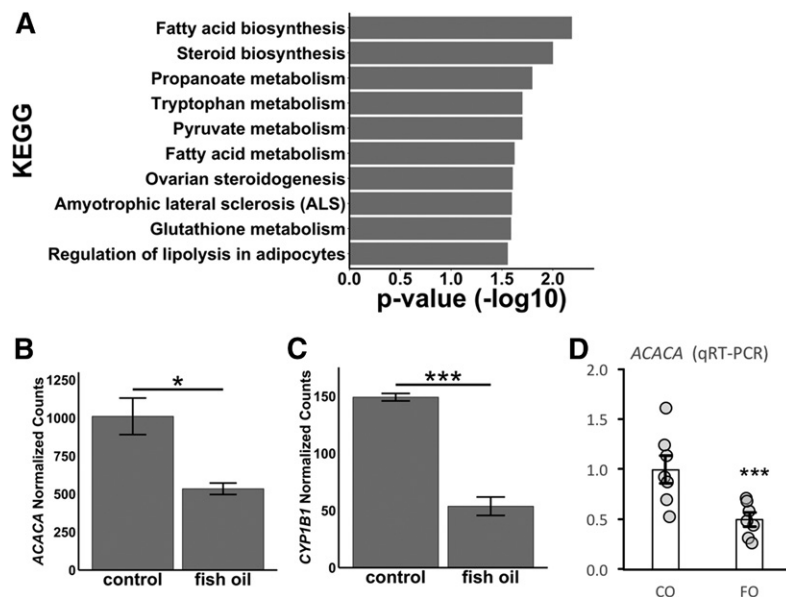 A
KEGG
Fatty acid biosynthesis
Steroid biosynthesis
Propanoate metabolism
Tryptophan metabolism
Pyruvate metabolism
Fatty acid metabolism
Ovarian steroidogenesis
Amyotrophic lateral sclerosis (ALS)
Glutathione metabolism
Regulation of lipolysis in adipocytes
0.0 0.5 1.0 1.5 2.0
p-value (-log10)
B
ACACA Normalized Counts
1250
1000
750
500
250
0
*
control fish oil
C
CYP1B1 Normalized Counts
150
100
50
0
***
control fish oil
D
ACACA (qRT-PCR)
2.0
1.5
1.0
0.5
0.0
***
CO FO